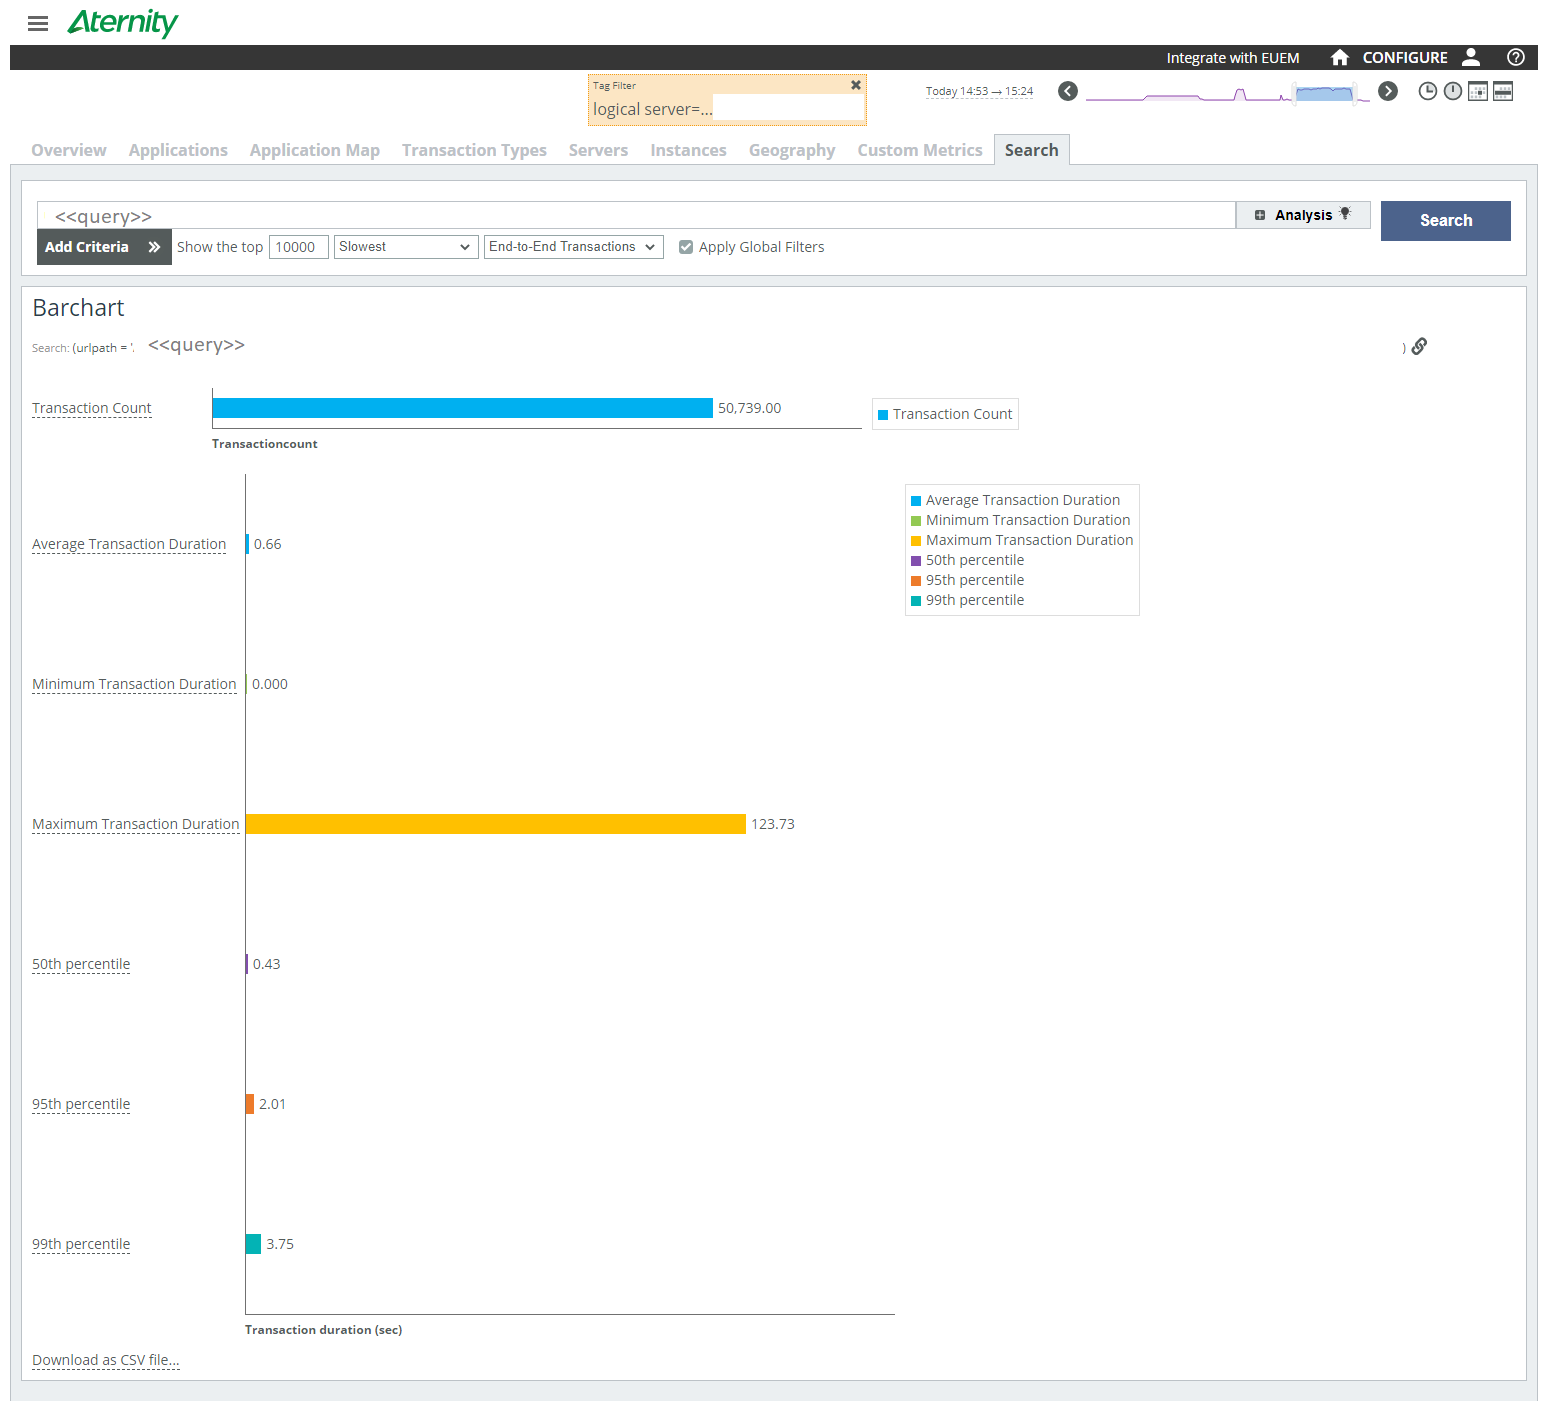 Aternity
Integrate with EUEM CONFIGURE
Tag Filter
logical server=...
Today 14:53 → 15:24
Overview Applications Application Map Transaction Types Servers Instances Geography Custom Metrics Search
<<query>>
Analysis
Search
Add Criteria » Show the top 10000 Slowest End-to-End Transactions Apply Global Filters
Barchart
Search: (urlpath = '. <<query>> )
Transaction Count 50,739.00
Transaction Count
Transactioncount
Average Transaction Duration
Minimum Transaction Duration
Maximum Transaction Duration
50th percentile
95th percentile
99th percentile
Average Transaction Duration 0.66
Minimum Transaction Duration 0.000
Maximum Transaction Duration 123.73
50th percentile 0.43
95th percentile 2.01
99th percentile 3.75
Transaction duration (sec)
Download as CSV file...